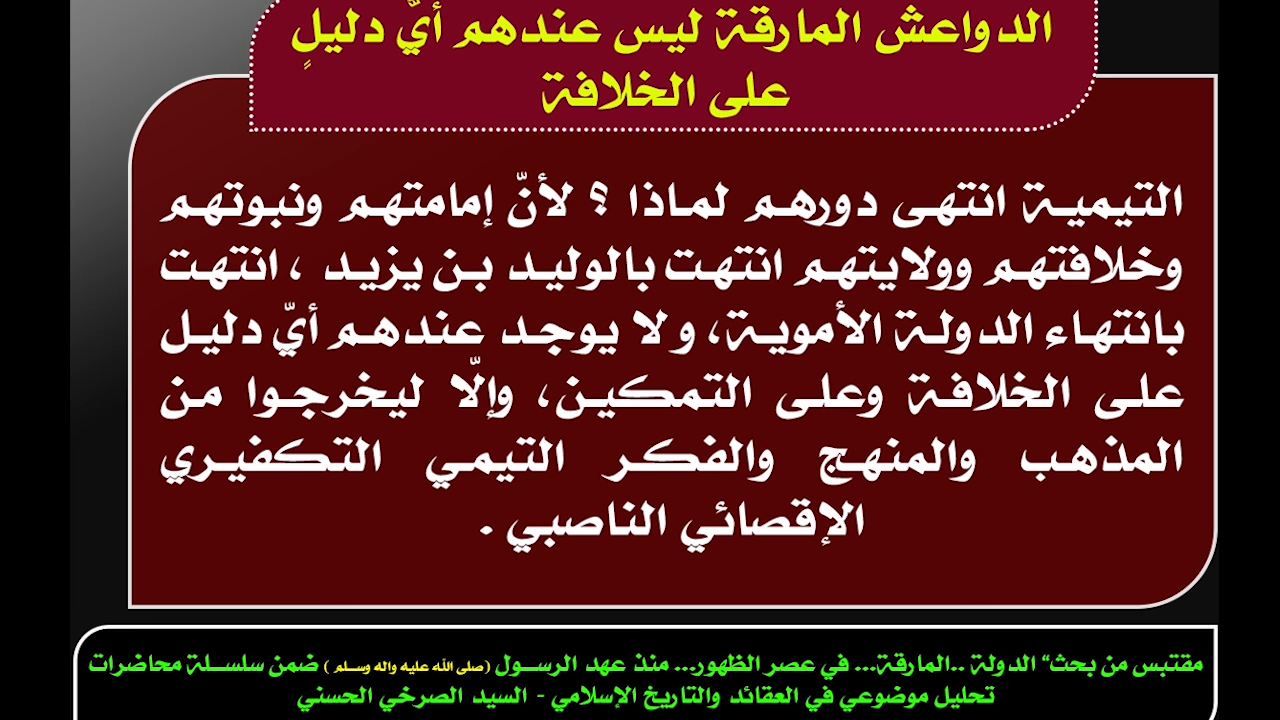 الدواعش المارقة ليس عندهم أيّ دليلٍ
على الخلافة
التيمية انتهى دورهم لماذا ؟ لأنّ إمامتهم ونبوتهم
وخلافتهم وولايتهم انتهت بالوليد بن يزيد ، انتهت
بانتهاء الدولة الأموية، ولا يوجد عندهم أيّ دليل
على الخلافة وعلى التمكين، وإلّا ليخرجوا من
المذهب والمنهج والفكر التيمي التكفيري
الإقصائي الناصبي .
مقتبس من بحث“ الدولة ..المارقة... في عصر الظهور... منذ عهد الرسول (صلى الله عليه واله وسلم ) ضمن سلسلة محاضرات
تحليل موضوعي في العقائد والتاريخ الإسلامي - السيد الصرخي الحسني